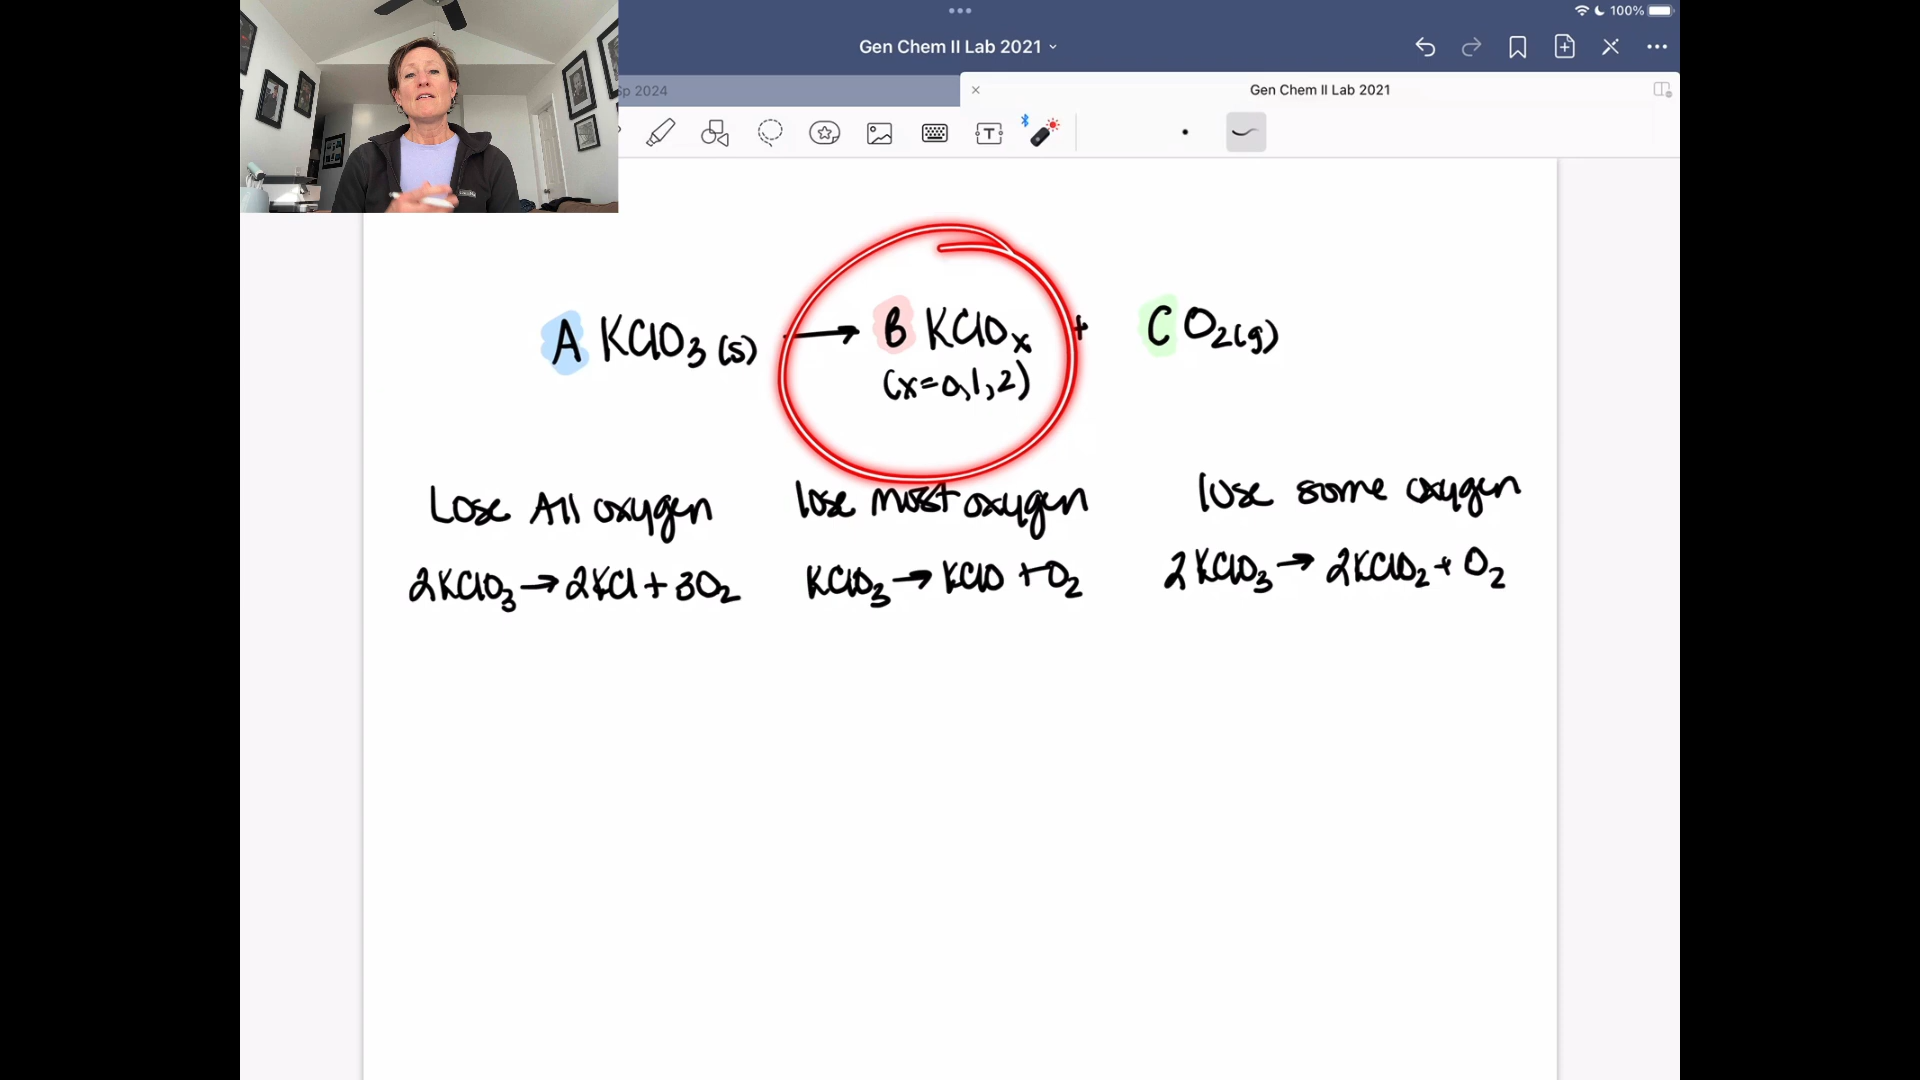 100%
Gen Chem II Lab 2021
Sp 2024
Gen Chem II Lab 2021
T
A KClO3 (s) → B KClOx + C O2(g)
(x=0,1,2)
Lose All oxygen
2KClO3 → 2KCl + 3O2
lose most oxygen
KClO3 → KClO + O2
lose some oxygen
2KClO3 → 2KClO2 + O2